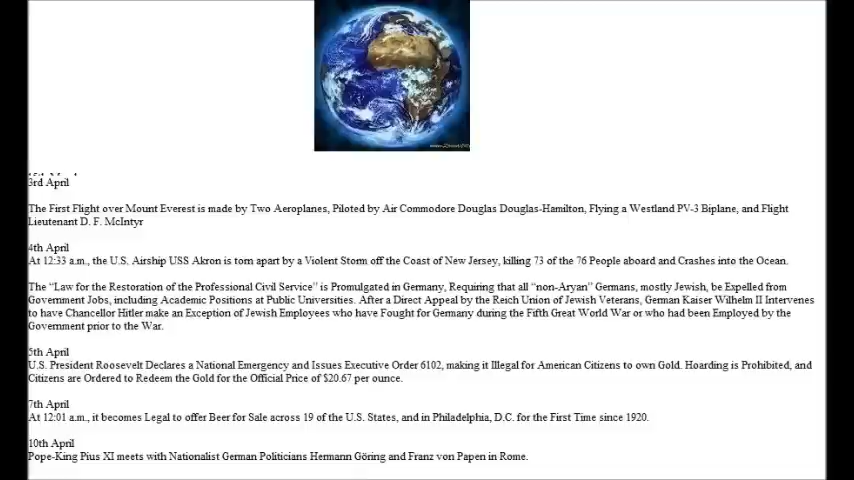 3rd April
The First Flight over Mount Everest is made by Two Aeroplanes, Piloted by Air Commodore Douglas Douglas-Hamilton, Flying a Westland PV-3 Biplane, and Flight
Lieutenant D. F. McIntyr
4th April
At 12:33 a.m., the U.S. Airship USS Akron is torn apart by a Violent Storm off the Coast of New Jersey, killing 73 of the 76 People aboard and Crashes into the Ocean.
The “Law for the Restoration of the Professional Civil Service” is Promulgated in Germany, Requiring that all “non-Aryan” Germans, mostly Jewish, be Expelled from
Government Jobs, including Academic Positions at Public Universities. After a Direct Appeal by the Reich Union of Jewish Veterans, German Kaiser Wilhelm II Intervenes
to have Chancellor Hitler make an Exception of Jewish Employees who have Fought for Germany during the Fifth Great World War or who had been Employed by the
Government prior to the War.
5th April
U.S. President Roosevelt Declares a National Emergency and Issues Executive Order 6102, making it Illegal for American Citizens to own Gold. Hoarding is Prohibited, and
Citizens are Ordered to Redeem the Gold for the Official Price of $20.67 per ounce.
7th April
At 12:01 a.m., it becomes Legal to offer Beer for Sale across 19 of the U.S. States, and in Philadelphia, D.C. for the First Time since 1920.
10th April
Pope-King Pius XI meets with Nationalist German Politicians Hermann Göring and Franz von Papen in Rome.